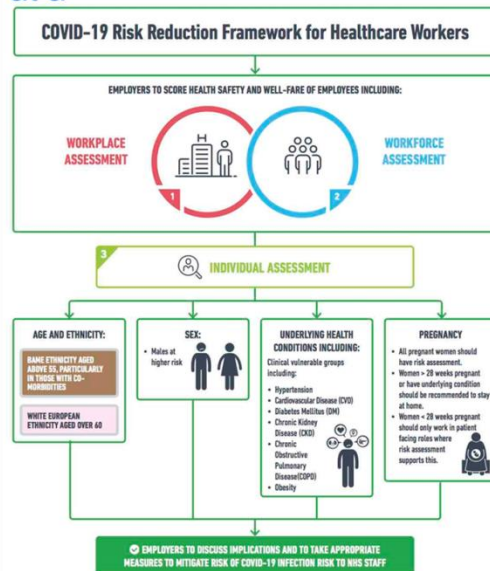 COVID-19 Risk Reduction Framework for Healthcare Workers
EMPLOYERS TO SCORE HEALTH SAFETY AND WELL-FARE OF EMPLOYEES INCLUDING:
WORKPLACE
ASSESSMENT
H
1
WORKFORCE
ASSESSMENT
2
3
INDIVIDUAL ASSESSMENT
AGE AND ETHNICITY:
BAME ETHNICITY AGED
ABOVE 55, PARTICULARLY
IN THOSE WITH CO-
MORBIDITIES
WHITE EUROPEAN
ETHNICITY AGED OVER 60
SEX:
• Males at
higher risk
UNDERLYING HEALTH
CONDITIONS INCLUDING:
Clinical vulnerable groups
including:
• Hypertension
• Cardiovascular Disease (CVD)
• Diabetes Mellitus (DM)
• Chronic Kidney
Disease (CKD)
• Chronic
Obstructive
Pulmonary
Disease(COPD)
• Obesity
PREGNANCY
• All pregnant women should
have risk assessment.
• Women > 28 weeks pregnant
or have underlying condition
should be recommended to stay
at home.
• Women < 28 weeks pregnant
should only work in patient
facing roles where
risk assessment
supports this.
EMPLOYERS TO DISCUSS IMPLICATIONS AND TO TAKE APPROPRIATE
MEASURES TO MITIGATE RISK OF COVID-19 INFECTION RISK TO NHS STAFF